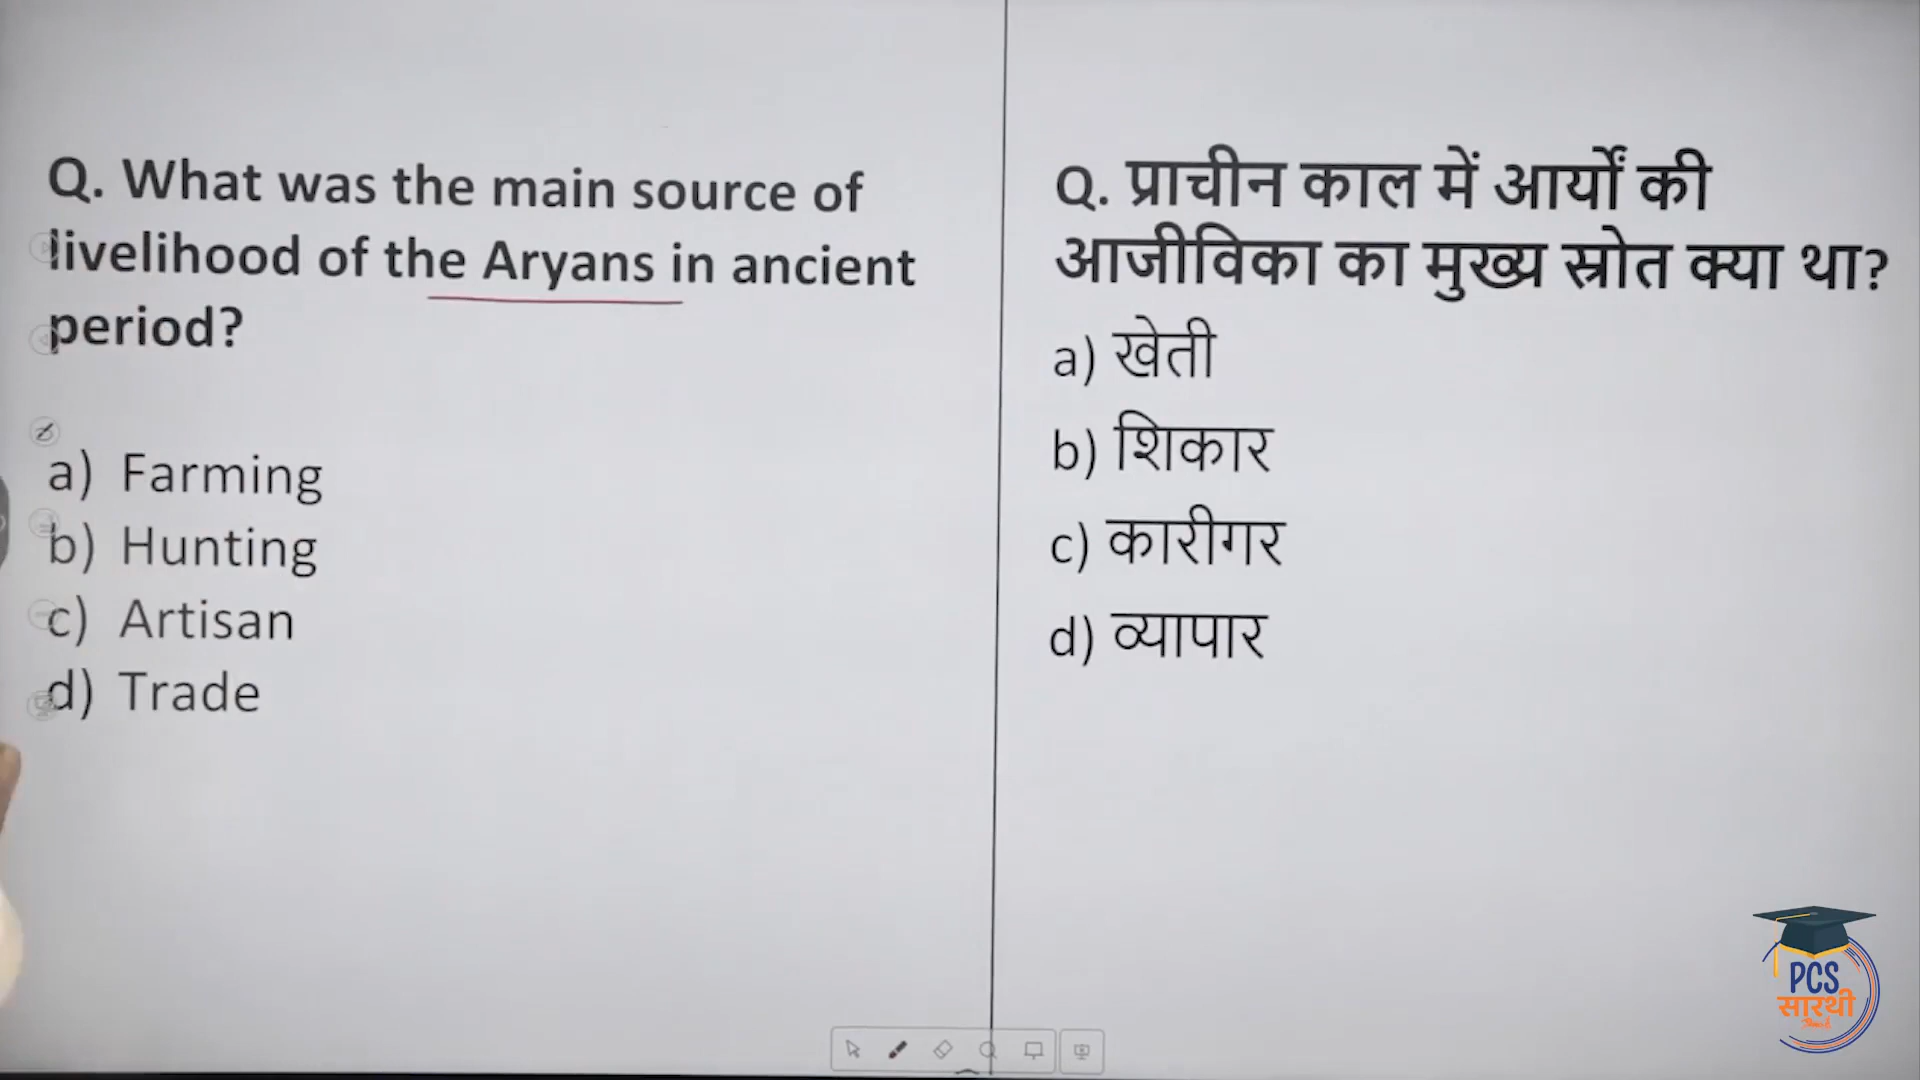 Q. What was the main source of
livelihood of the Aryans in ancient
period?
a) Farming
b) Hunting
c) Artisan
d) Trade
Q. प्राचीन काल में आर्यों की
आजीविका का मुख्य स्रोत क्या था?
a) खेती
b) शिकार
c) कारीगर
d) व्यापार
PCS
सारथी